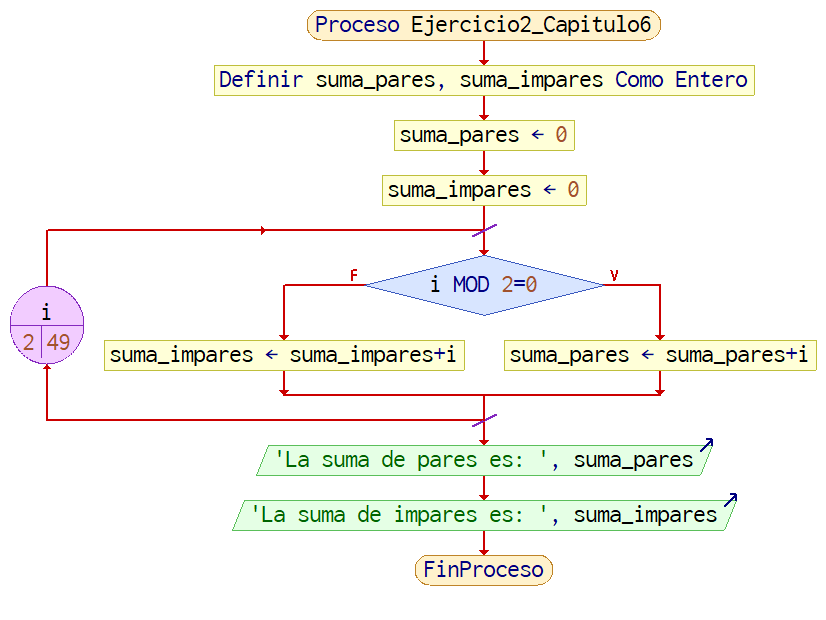 Proceso Ejercicio2_Capitulo6
Definir suma_pares, suma_impares Como Entero
suma_pares ← 0
suma_impares ← 0
F
i MOD 2=0
V
i
2 49
suma_impares ← suma_impares+i
suma_pares ← suma_pares+i
'La suma de pares es: ', suma_pares
'La suma de impares es: ', suma_impares
FinProceso